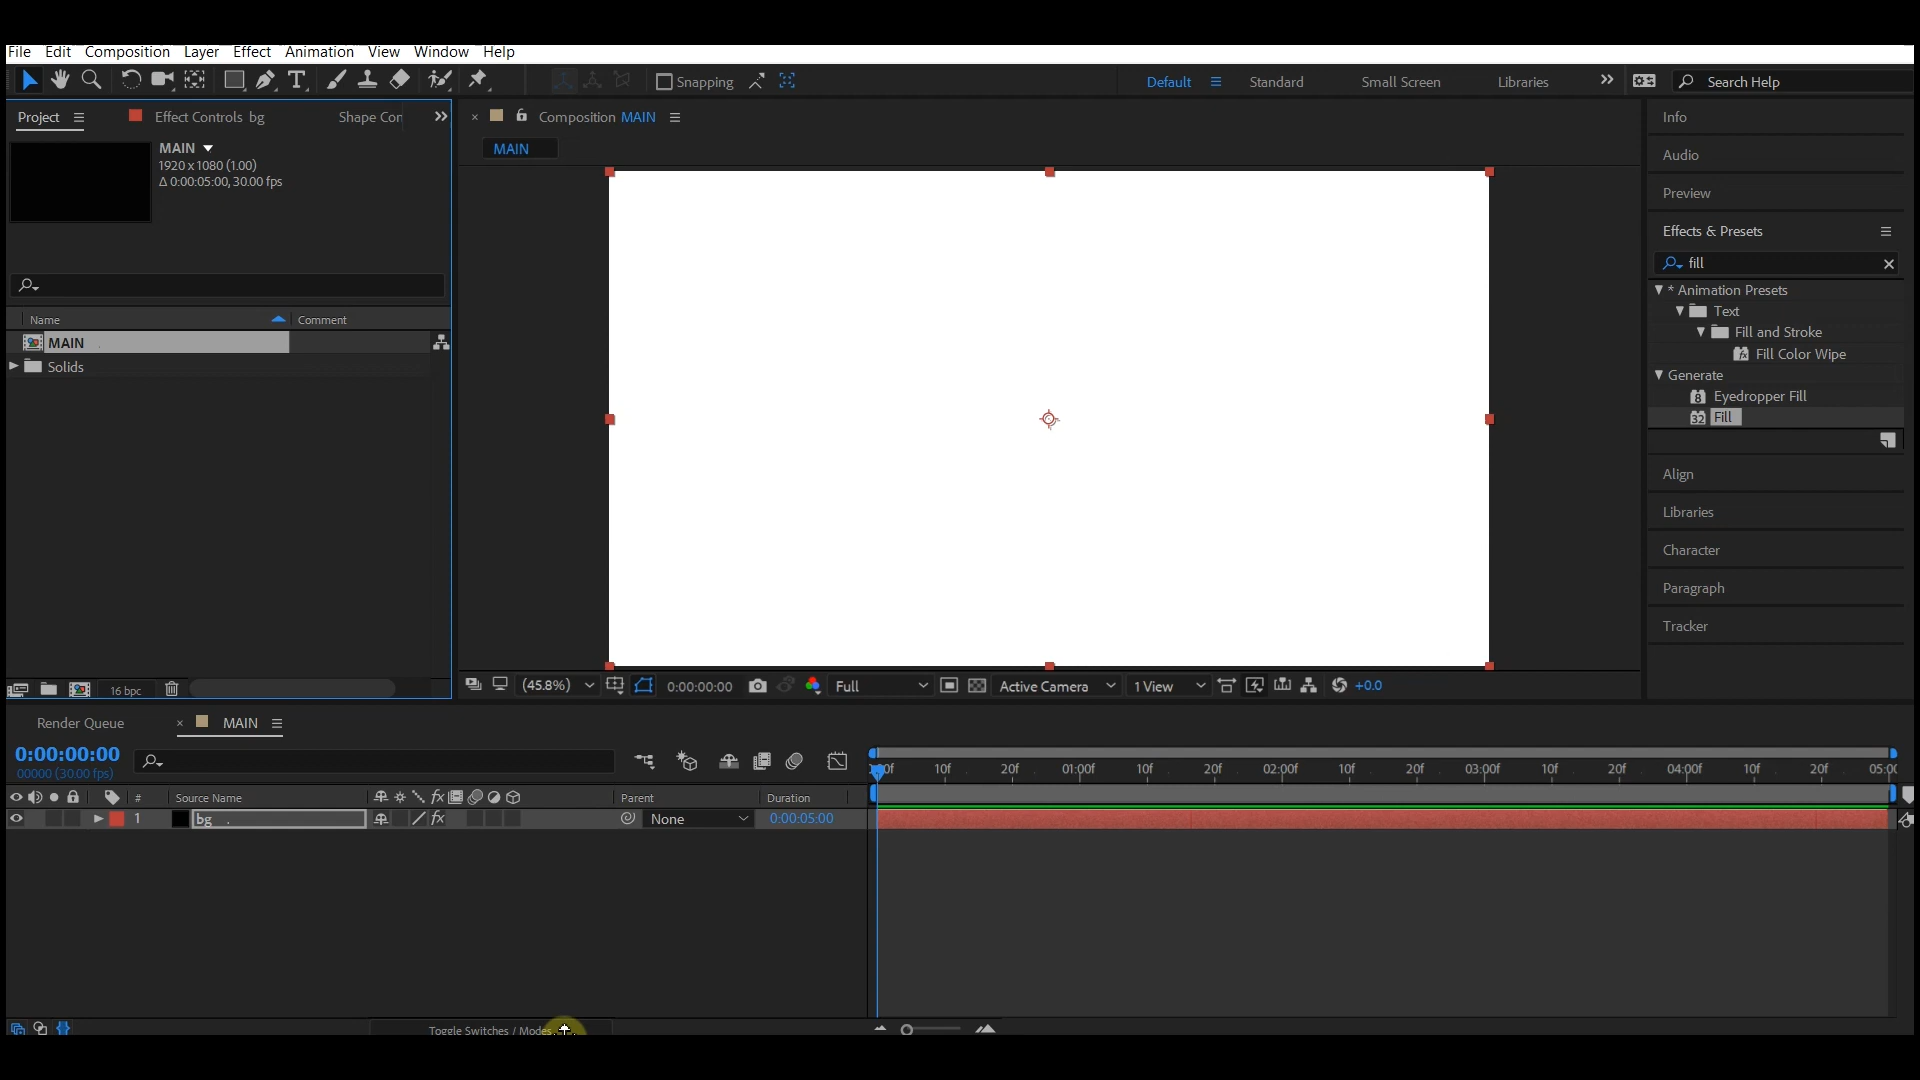 File Edit Composition Layer Effect Animation View Window Help
Snapping Default Standard Small Screen Libraries Search Help
Project Effect Controls bg Shape Con
Composition MAIN
MAIN
MAIN
1920 x 1080 (1.00)
Δ 0:00:05:00, 30.00 fps
Name Comment
MAIN
Solids
16 bpc
(45.8%) 0:00:00:00 Full Active Camera 1 View +0.0
Info
Audio
Preview
Effects & Presets
fill
* Animation Presets
Text
Fill and Stroke
Fill Color Wipe
Generate
Eyedropper Fill
Fill
Align
Libraries
Character
Paragraph
Tracker
Render Queue MAIN
0:00:00:00
00000 (30.00 fps)
10f 20f 01:00f 10f 20f 02:00f 10f 20f 03:00f 10f 20f 04:00f 10f 20f 05:00
# Source Name Parent Duration
1 bg None 0:00:05:00
Toggle Switches / Modes